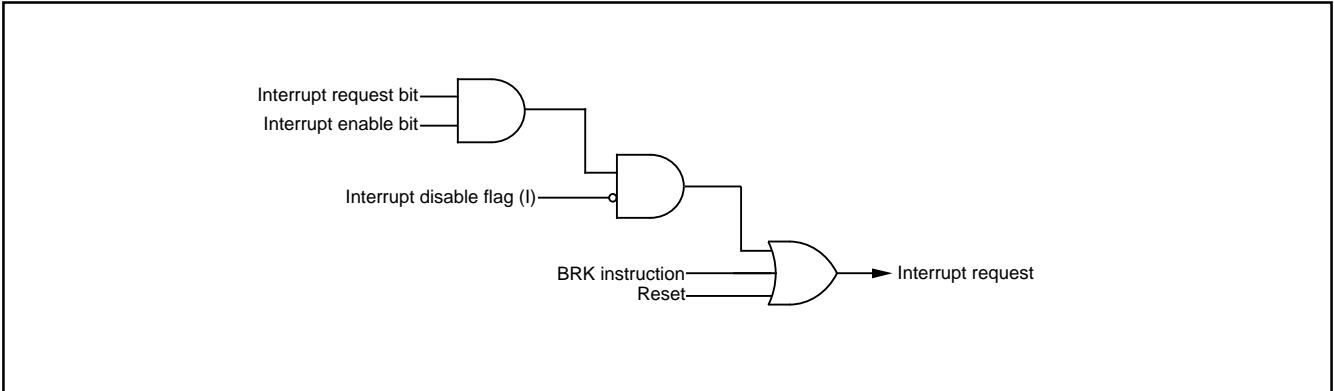 Interrupt request bit
Interrupt enable bit
Interrupt disable flag (I)
BRK instruction
Reset
Interrupt request